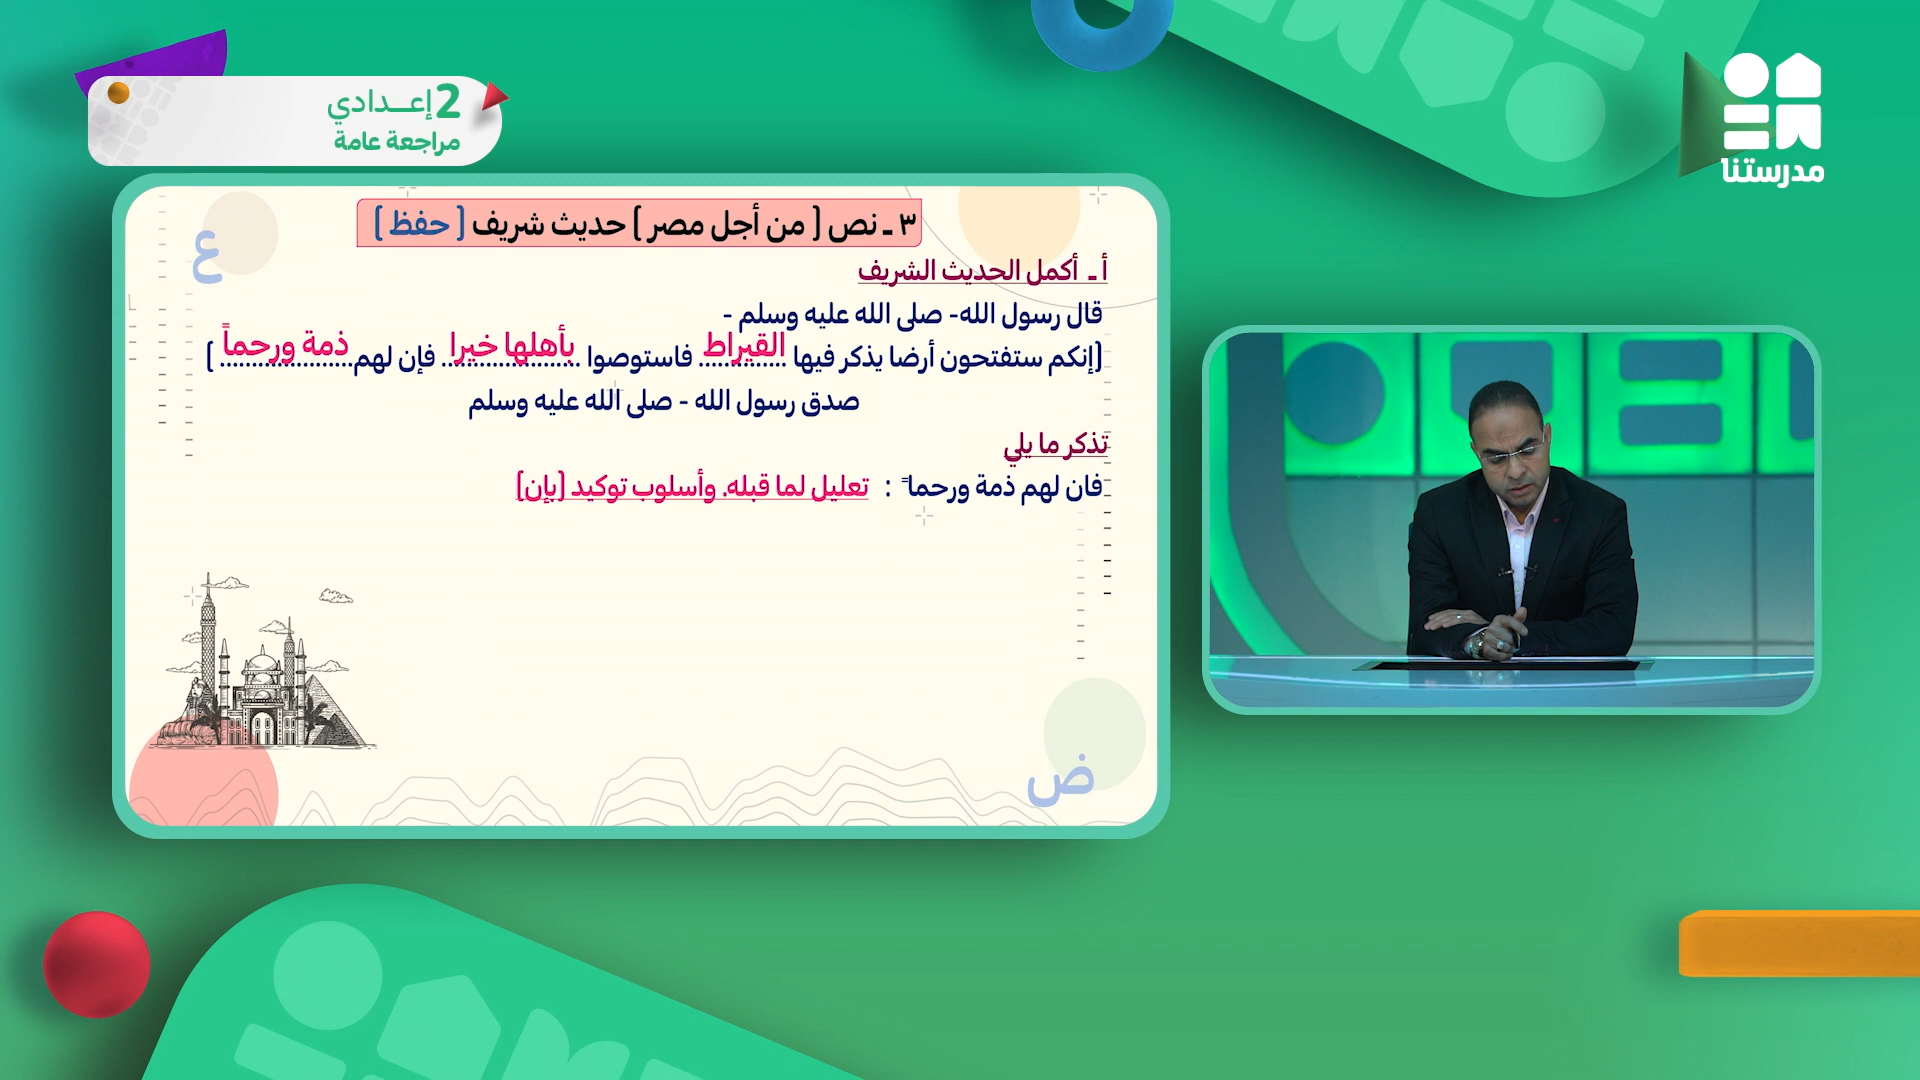 2 إعـدادي
مراجعة عامة
مدرستنا
٣ ـ نص ( من أجل مصر ) حديث شريف ( حفظ )
أ ـ أكمل الحديث الشريف
قال رسول الله- صلى الله عليه وسلم -
(إنكم ستفتحون أرضا يذكر فيها القيراط فاستوصوا بأهلها خيرا فإن لهم ذمة ورحماً )
صدق رسول الله - صلى الله عليه وسلم
تذكر ما يلي
فان لهم ذمة ورحما ً : تعليل لما قبله. وأسلوب توكيد (بإن)
ع
ض